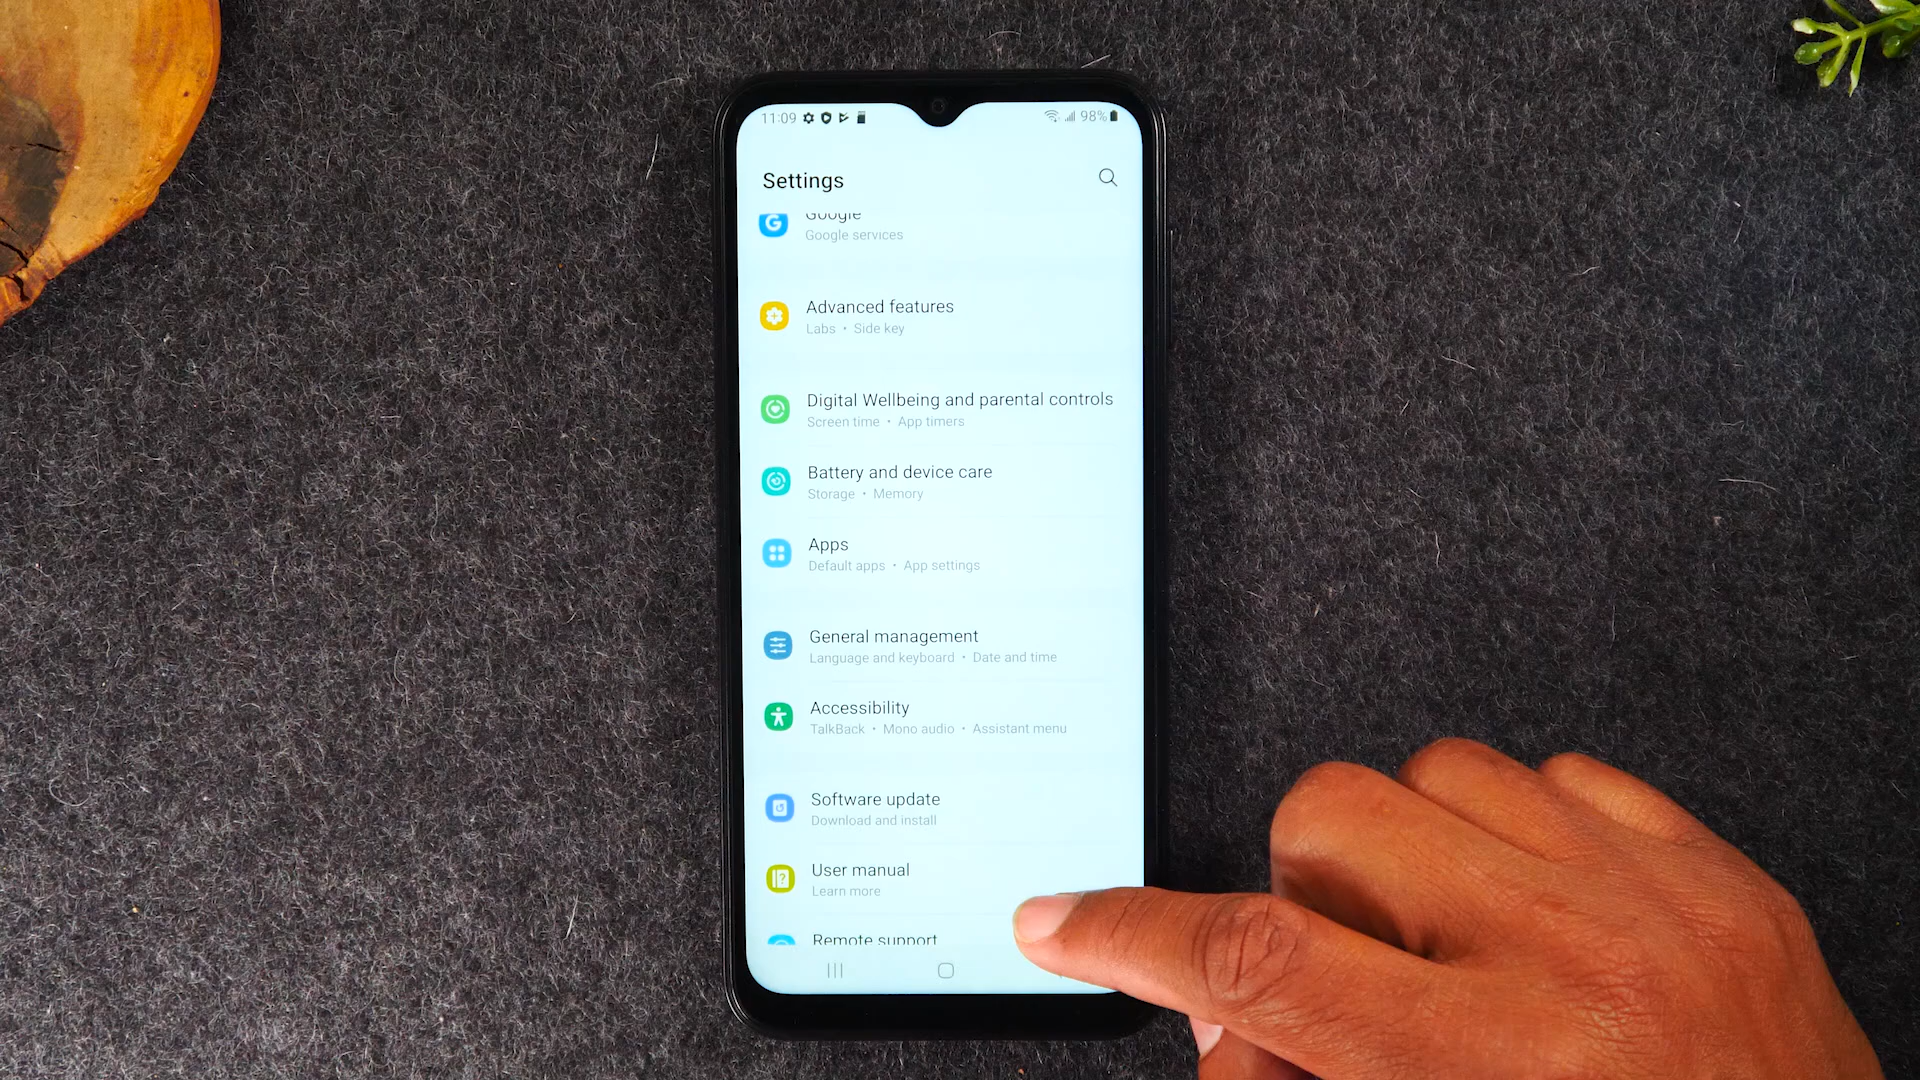 11:09
98%
Settings
Google
Google services
Advanced features
Labs • Side key
Digital Wellbeing and parental controls
Screen time • App timers
Battery and device care
Storage • Memory
Apps
Default apps • App settings
General management
Language and keyboard • Date and time
Accessibility
TalkBack • Mono audio • Assistant menu
Software update
Download and install
User manual
Learn more
Remote support